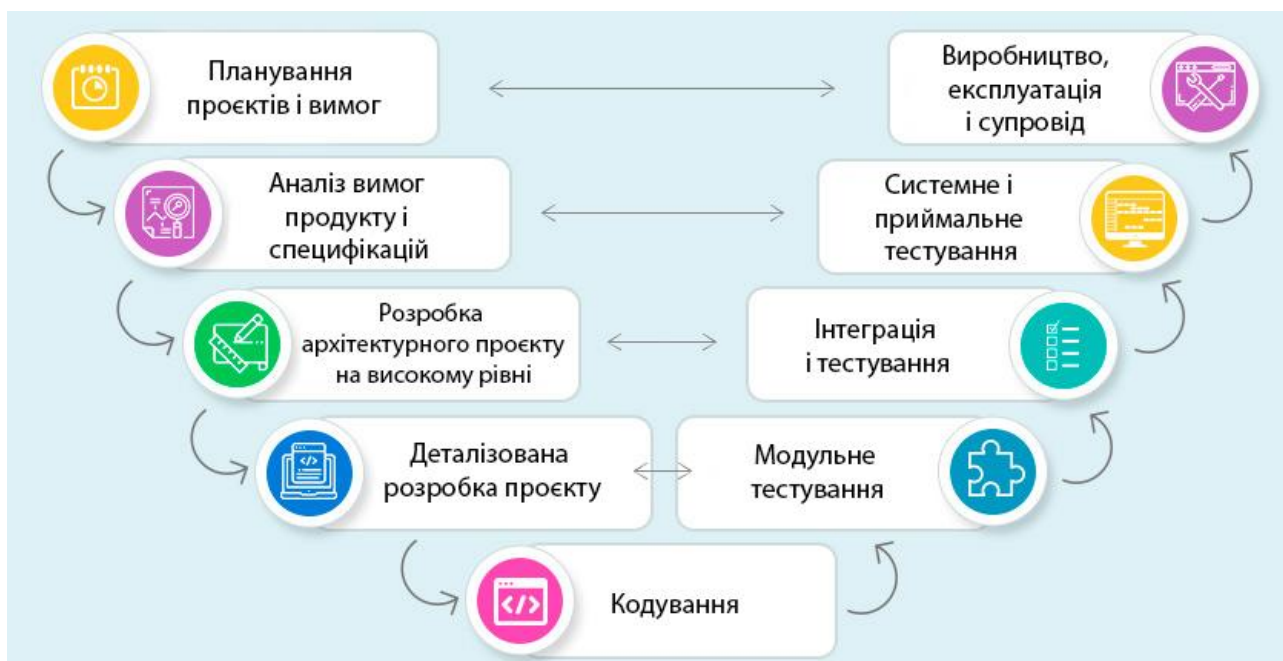 Планування
проєктів і вимог
Виробництво,
експлуатація
і супровід
Аналіз вимог
продукту і
специфікацій
Системне і
приймальне
тестування
Розробка
архітектурного проєкту
на високому рівні
Інтеграція
і тестування
Деталізована
розробка проєкту
Модульне
тестування
Кодування